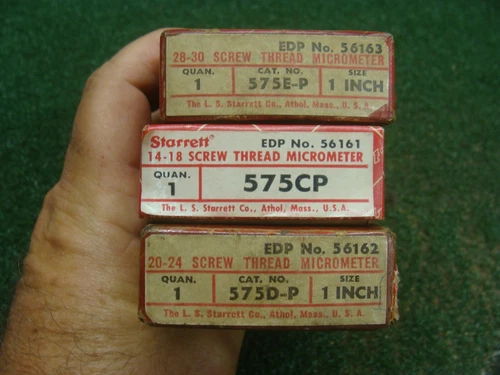 EDP No. 56163
28-30 SCREW THREAD MICROMETER
QUAN. CAT. NO. SIZE
1 575E-P 1 INCH
The L. S. Starrett Co., Athol, Mass., U. S. A.
Starrett EDP No. 56161
14-18 SCREW THREAD MICROMETER
QUAN.
1 575CP
The L. S. Starrett Co., Athol, Mass., U.S.A.
EDP No. 56162
20-24 SCREW THREAD MICROMETER
QUAN. CAT. NO. SIZE
1 575D-P 1 INCH
The L. S. Starrett Co., Athol, Mass., U. S. A.